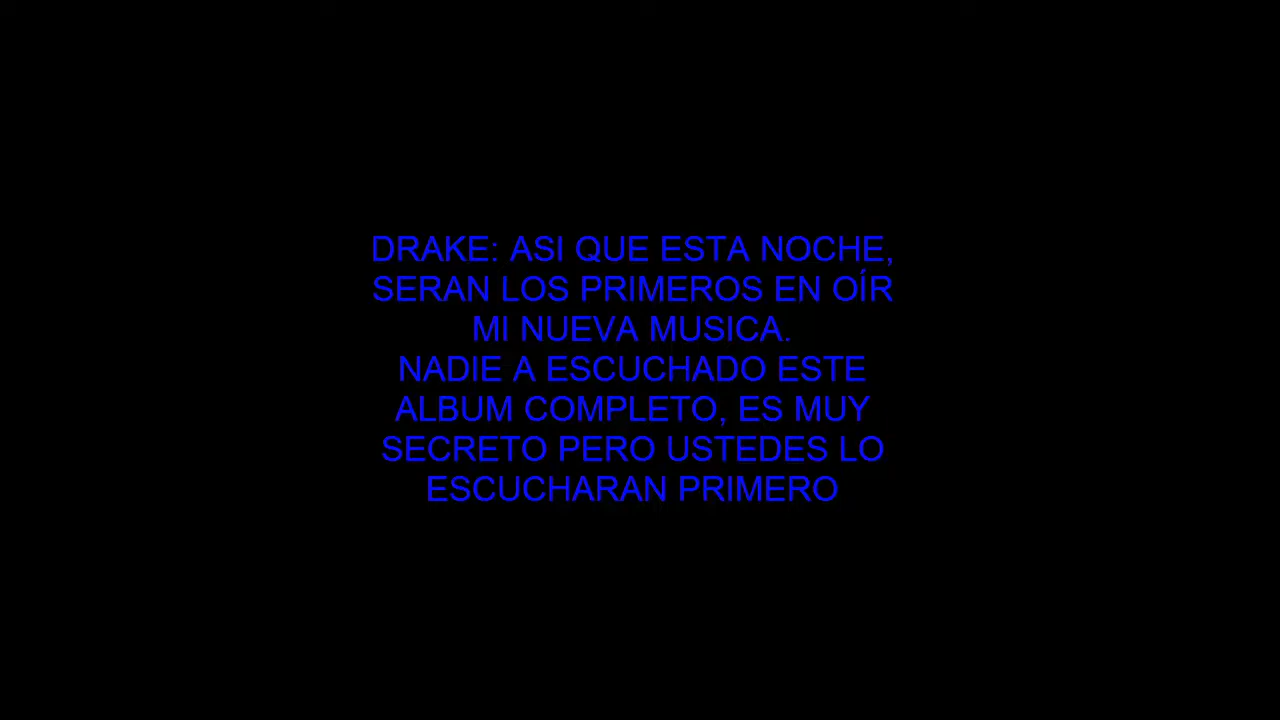 DRAKE: ASI QUE ESTA NOCHE,
SERAN LOS PRIMEROS EN OÍR
MI NUEVA MUSICA.
NADIE A ESCUCHADO ESTE
ALBUM COMPLETO, ES MUY
SECRETO PERO USTEDES LO
ESCUCHARAN PRIMERO